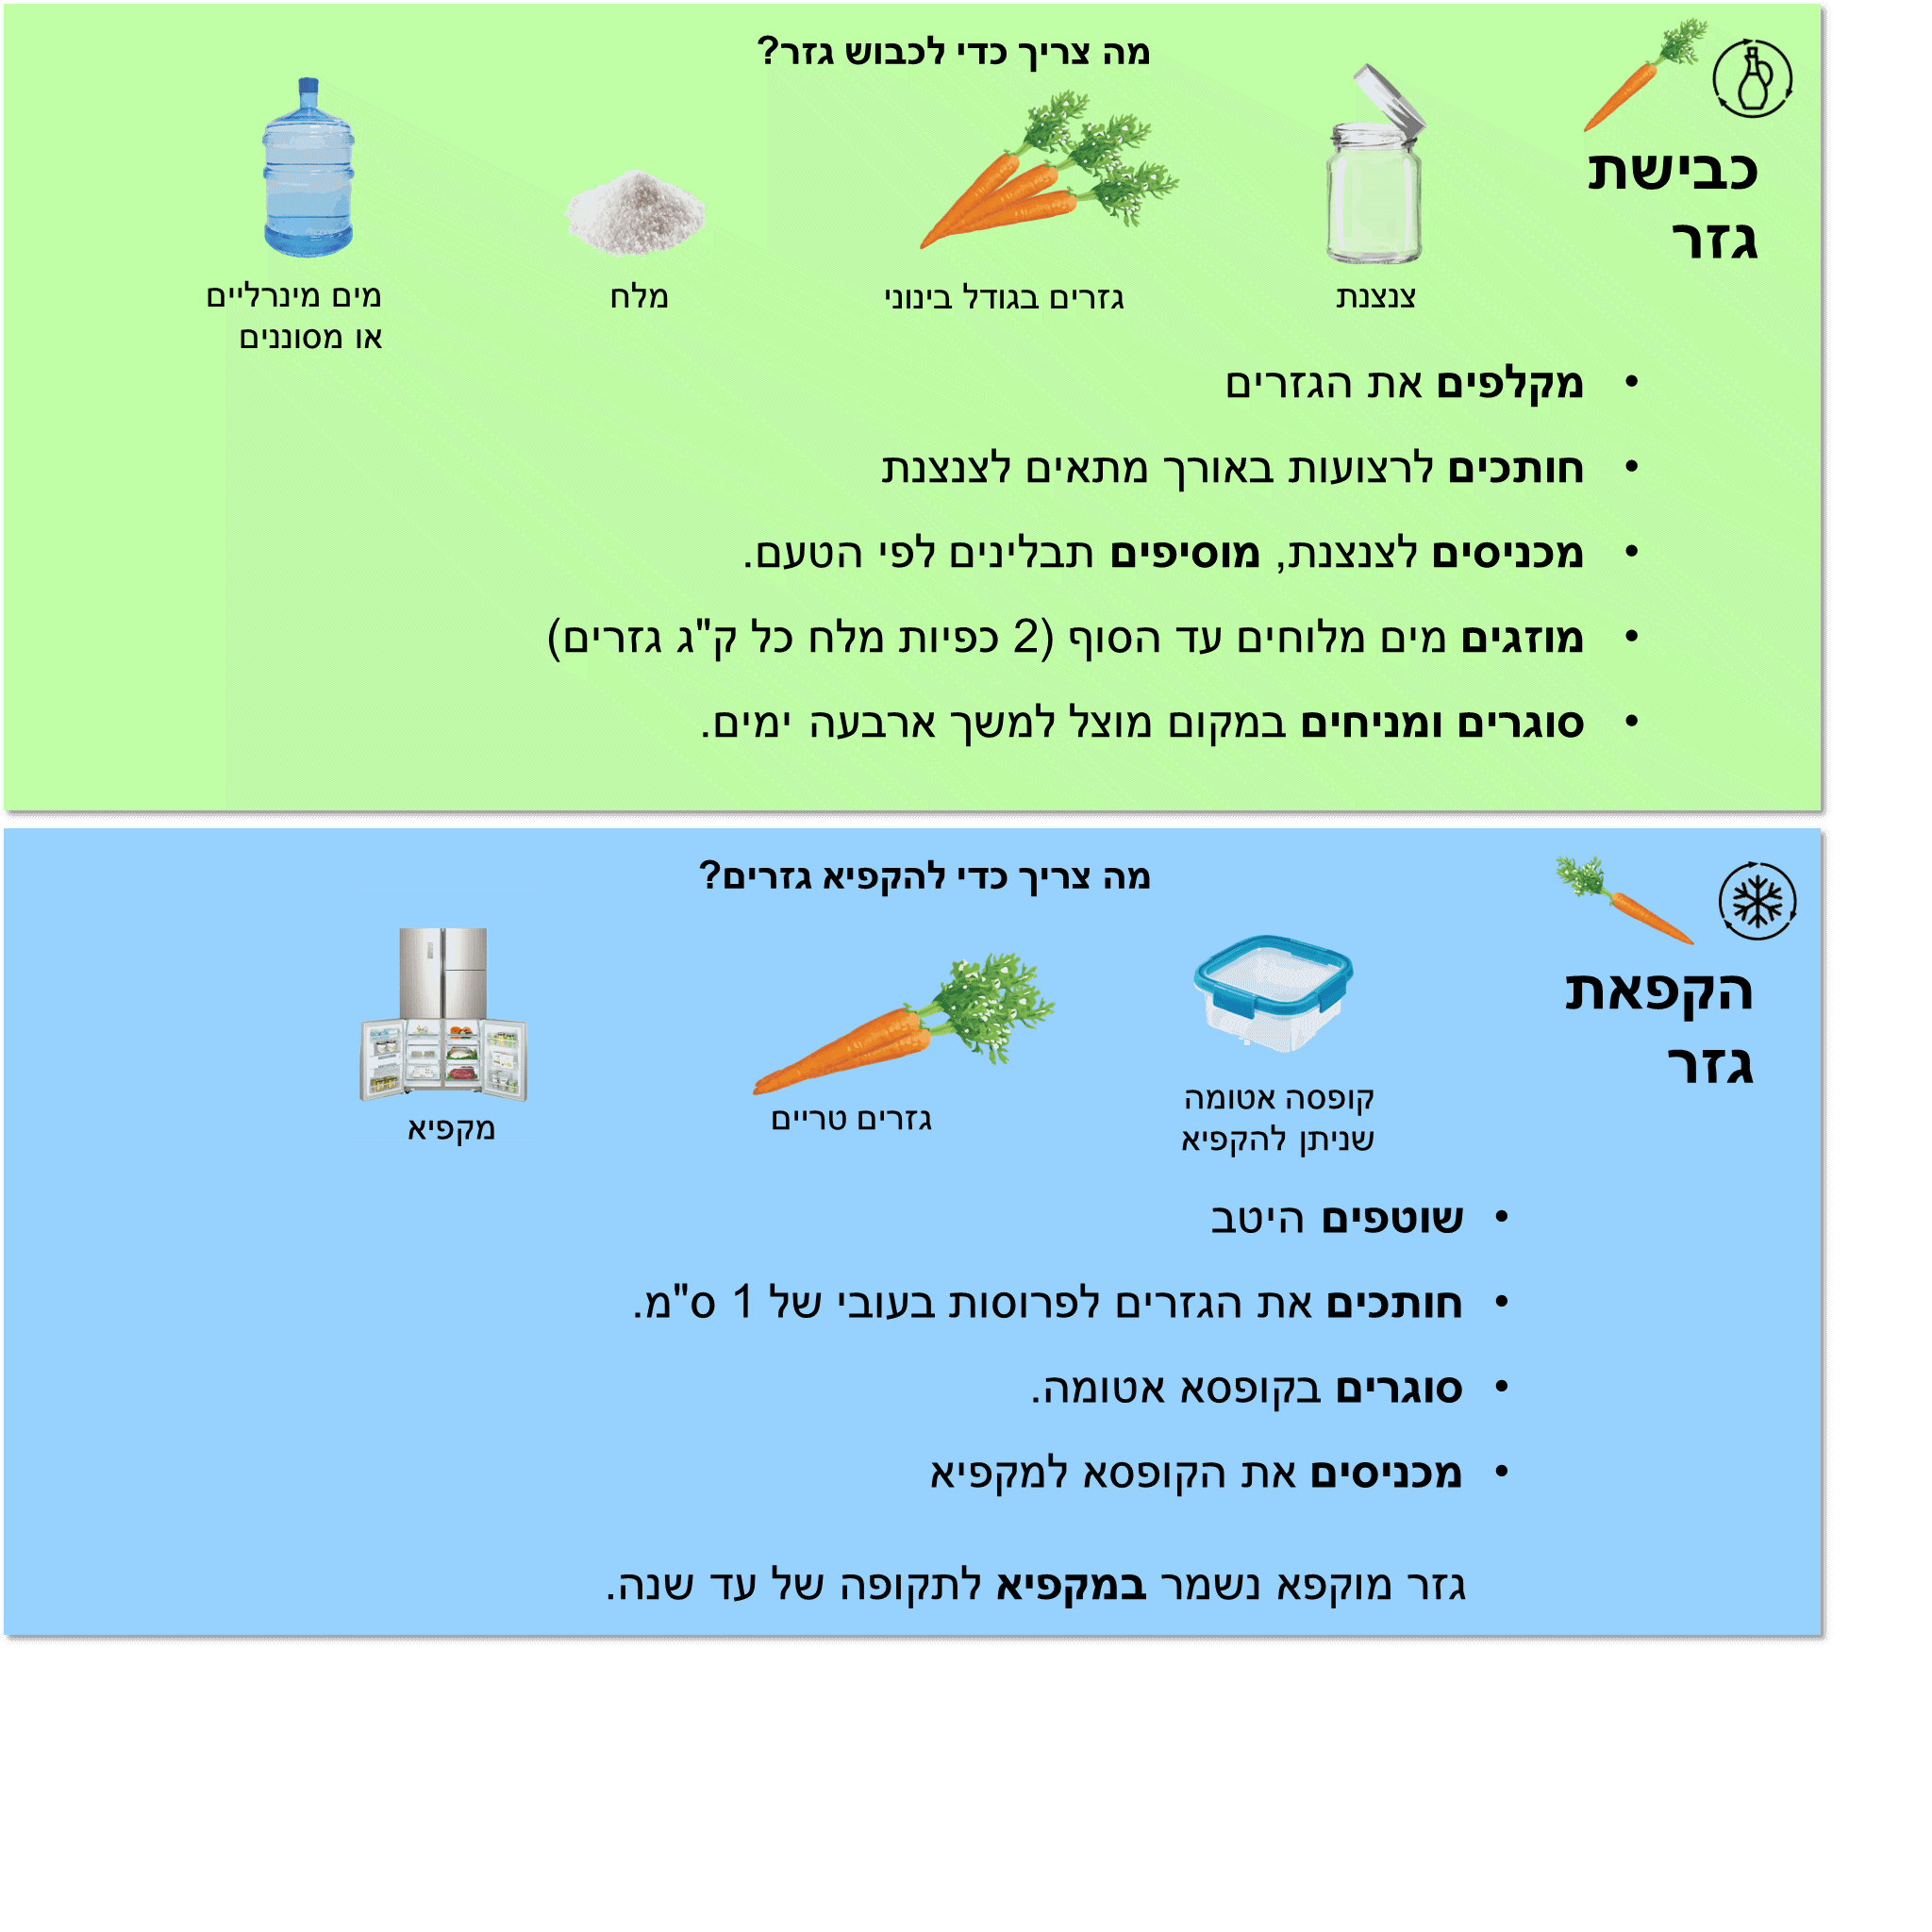 מה צריך כדי לכבוש גזר?
כבישת
גזר
צנצנת
גזרים בגודל בינוני
מלח
מים מינרליים
או מסוננים
• מקלפים את הגזרים
• חותכים לרצועות באורך מתאים לצנצנת
• מכניסים לצנצנת, מוסיפים תבלינים לפי הטעם.
• מוזגים מים מלוחים עד הסוף (2 כפיות מלח כל ק"ג גזרים)
• סוגרים ומניחים במקום מוצל למשך ארבעה ימים.
מה צריך כדי להקפיא גזרים?
הקפאת
גזר
קופסה אטומה
שניתן להקפיא
גזרים טריים
מקפיא
• שוטפים היטב
• חותכים את הגזרים לפרוסות בעובי של 1 ס"מ.
• סוגרים בקופסא אטומה.
• מכניסים את הקופסא למקפיא
גזר מוקפא נשמר במקפיא לתקופה של עד שנה.